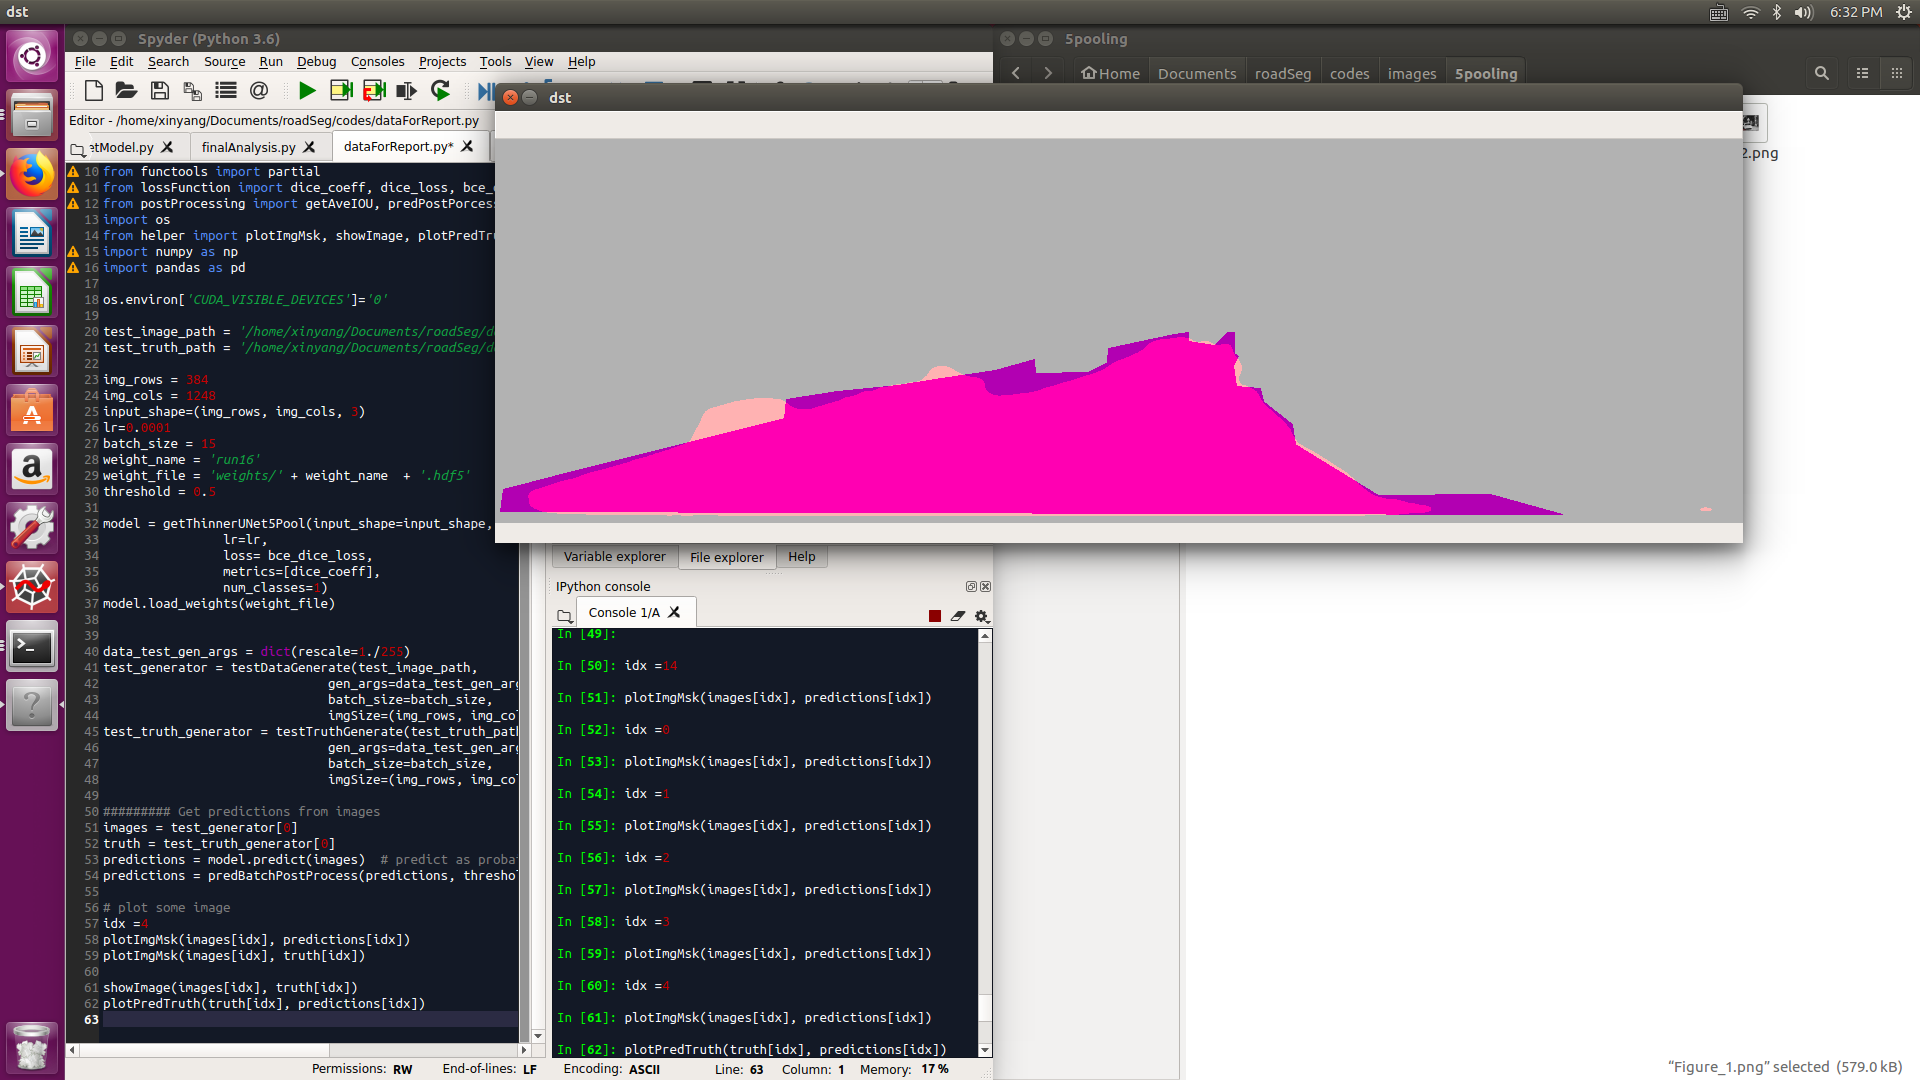 dst
6:32 PM
Spyder (Python 3.6)
File Edit Search Source Run Debug Consoles Projects Tools View Help
5pooling
Home Documents roadSeg codes images 5pooling
dst
Editor - /home/xinyang/Documents/roadSeg/codes/dataForReport.py
etModel.py finalAnalysis.py dataForReport.py*
2.png
10 from functools import partial
11 from lossFunction import dice_coeff, dice_loss, bce_
12 from postProcessing import getAveIOU, predPostPorces
13 import os
14 from helper import plotImgMsk, showImage, plotPredTr
15 import numpy as np
16 import pandas as pd
17
18 os.environ['CUDA_VISIBLE_DEVICES']='0'
19
20 test_image_path = '/home/xinyang/Documents/roadSeg/d
21 test_truth_path = '/home/xinyang/Documents/roadSeg/d
22
23 img_rows = 384
24 img_cols = 1248
25 input_shape=(img_rows, img_cols, 3)
26 lr=0.0001
27 batch_size = 15
28 weight_name = 'run16'
29 weight_file = 'weights/' + weight_name  + '.hdf5'
30 threshold = 0.5
31
32 model = getThinnerUNet5Pool(input_shape=input_shape,
33 lr=lr,
34 loss= bce_dice_loss,
35 metrics=[dice_coeff],
36 num_classes=1)
37 model.load_weights(weight_file)
38
39
40 data_test_gen_args = dict(rescale=1./255)
41 test_generator = testDataGenerate(test_image_path,
42 gen_args=data_test_gen_arg
43 batch_size=batch_size,
44 imgSize=(img_rows, img_col
45 test_truth_generator = testTruthGenerate(test_truth_path
46 gen_args=data_test_gen_arg
47 batch_size=batch_size,
48 imgSize=(img_rows, img_col
49
50 ######### Get predictions from images
51 images = test_generator[0]
52 truth = test_truth_generator[0]
53 predictions = model.predict(images)  # predict as probab
54 predictions = predBatchPostProcess(predictions, threshol
55
56 # plot some image
57 idx =4
58 plotImgMsk(images[idx], predictions[idx])
59 plotImgMsk(images[idx], truth[idx])
60
61 showImage(images[idx], truth[idx])
62 plotPredTruth(truth[idx], predictions[idx])
63
Variable explorer File explorer Help
IPython console
Console 1/A
In [49]:
In [50]: idx =14
In [51]: plotImgMsk(images[idx], predictions[idx])
In [52]: idx =0
In [53]: plotImgMsk(images[idx], predictions[idx])
In [54]: idx =1
In [55]: plotImgMsk(images[idx], predictions[idx])
In [56]: idx =2
In [57]: plotImgMsk(images[idx], predictions[idx])
In [58]: idx =3
In [59]: plotImgMsk(images[idx], predictions[idx])
In [60]: idx =4
In [61]: plotImgMsk(images[idx], predictions[idx])
In [62]: plotPredTruth(truth[idx], predictions[idx])
Permissions: RW End-of-lines: LF Encoding: ASCII Line: 63 Column: 1 Memory: 17 %
“Figure_1.png” selected (579.0 kB)